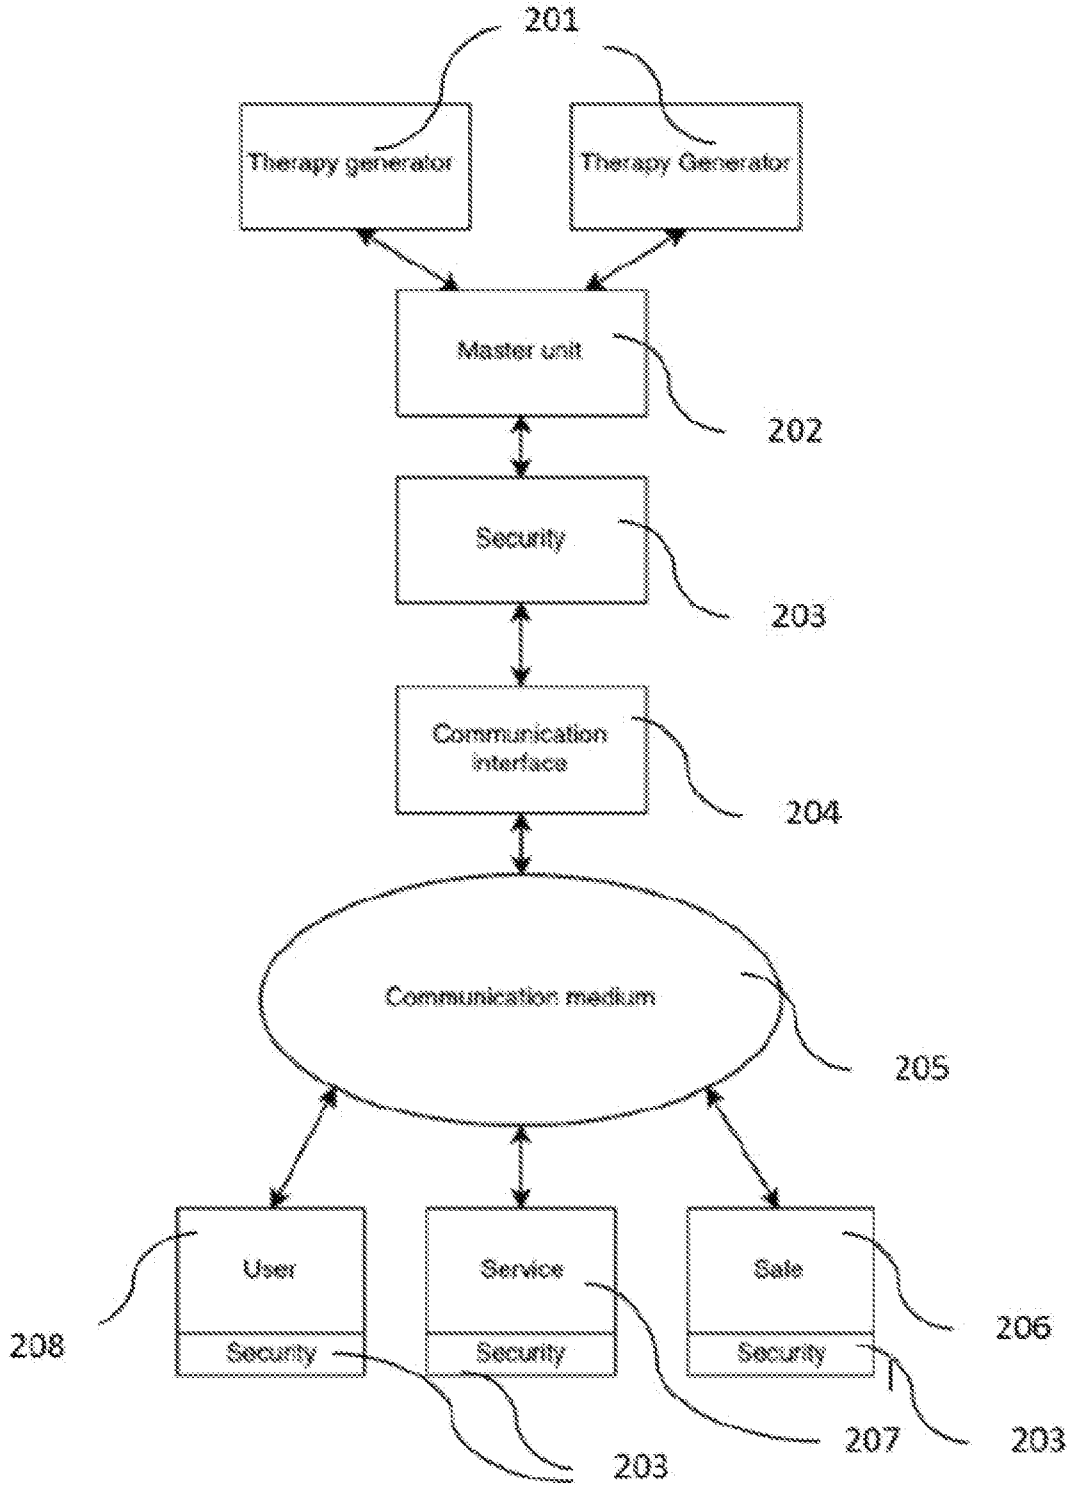 201
Therapy generator
Therapy Generator
Master unit
202
Security
203
Communication
interface
204
Communication medium
205
User
Service
Sale
208
206
Security
Security
Security
207
203
203